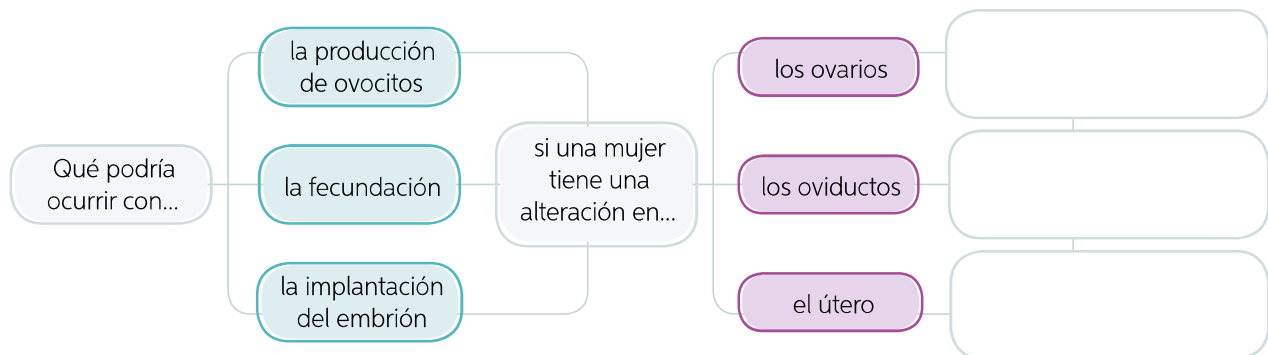 Qué podría
ocurrir con...
la producción
de ovocitos
la fecundación
la implantación
del embrión
si una mujer
tiene una
alteración en...
los ovarios
los oviductos
el útero